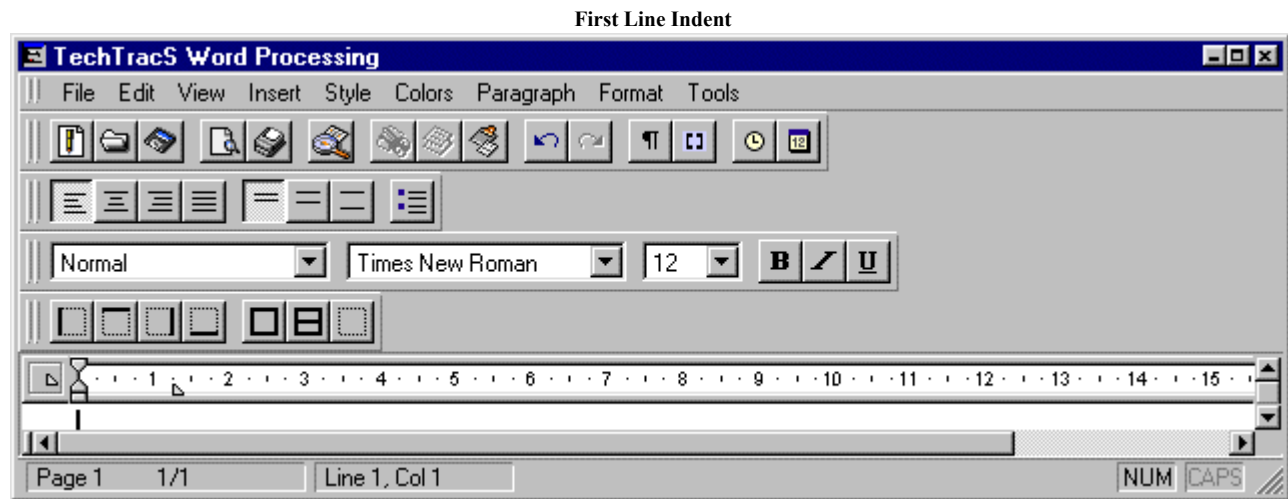 First Line Indent
TechTracS Word Processing
File Edit View Insert Style Colors Paragraph Format Tools
12
Normal Times New Roman 12 B I U
1 2 3 4 5 6 7 8 9 10 11 12 13 14 15
Page 1 1/1 Line 1, Col 1 NUM CAPS